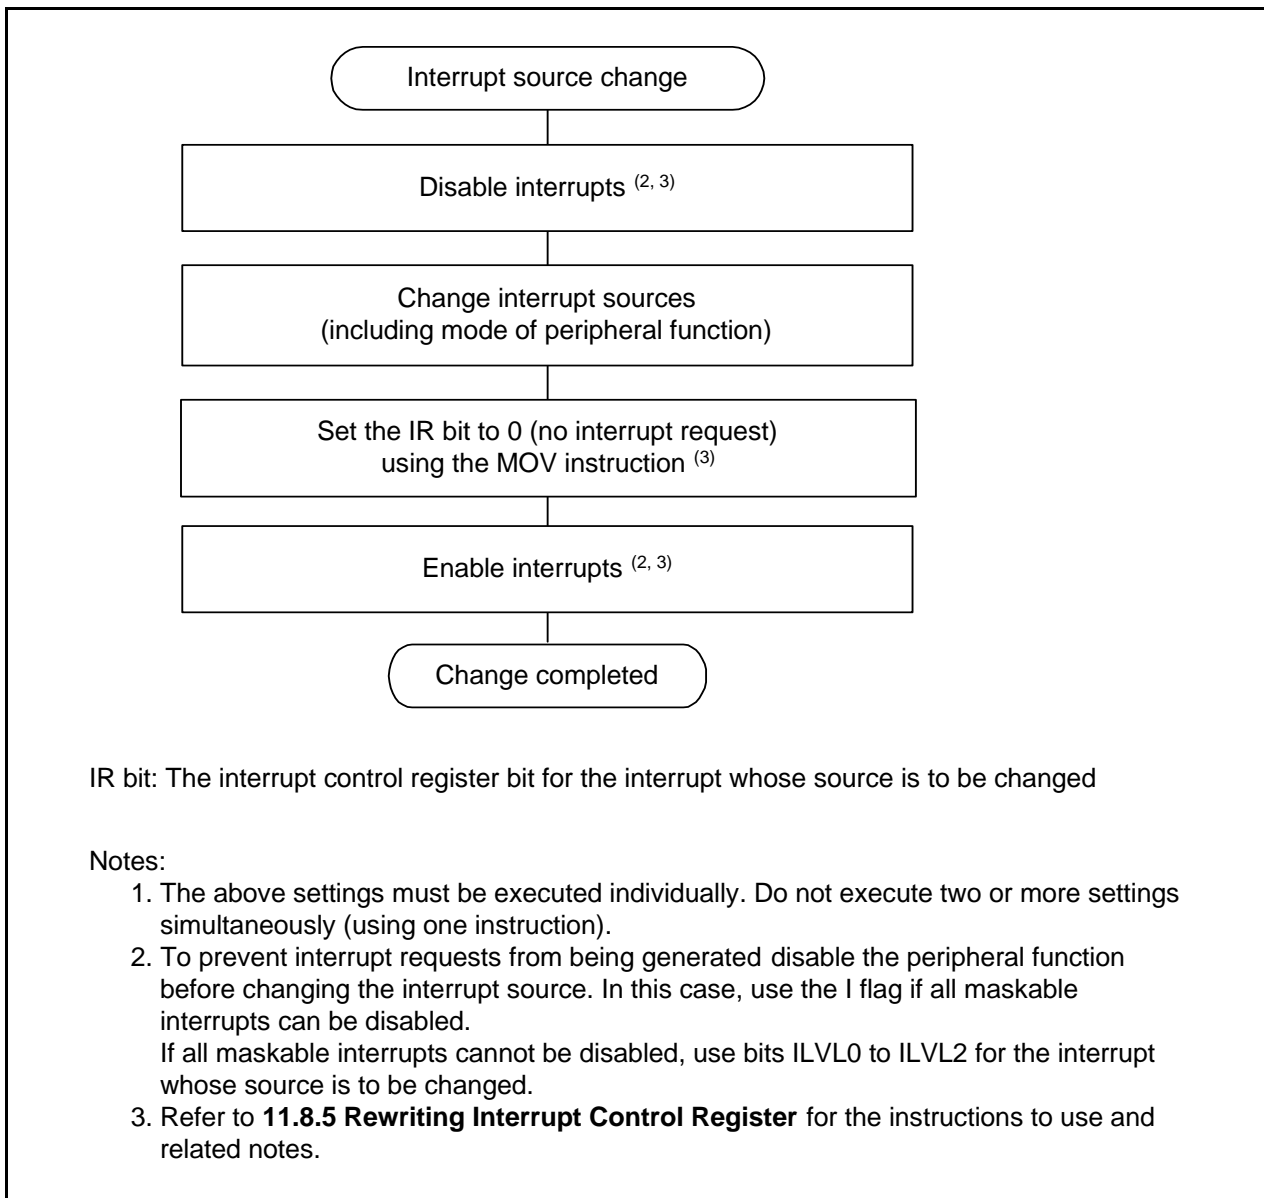 Interrupt source change
Disable interrupts (2, 3)
Change interrupt sources
(including mode of peripheral function)
Set the IR bit to 0 (no interrupt request)
using the MOV instruction (3)
Enable interrupts (2, 3)
Change completed
IR bit: The interrupt control register bit for the interrupt whose source is to be changed
Notes:
1. The above settings must be executed individually. Do not execute two or more settings
simultaneously (using one instruction).
2. To prevent interrupt requests from being generated disable the peripheral function
before changing the interrupt source. In this case, use the I flag if all maskable
interrupts can be disabled.
If all maskable interrupts cannot be disabled, use bits ILVL0 to ILVL2 for the interrupt
whose source is to be changed.
3. Refer to 11.8.5 Rewriting Interrupt Control Register for the instructions to use and
related notes.